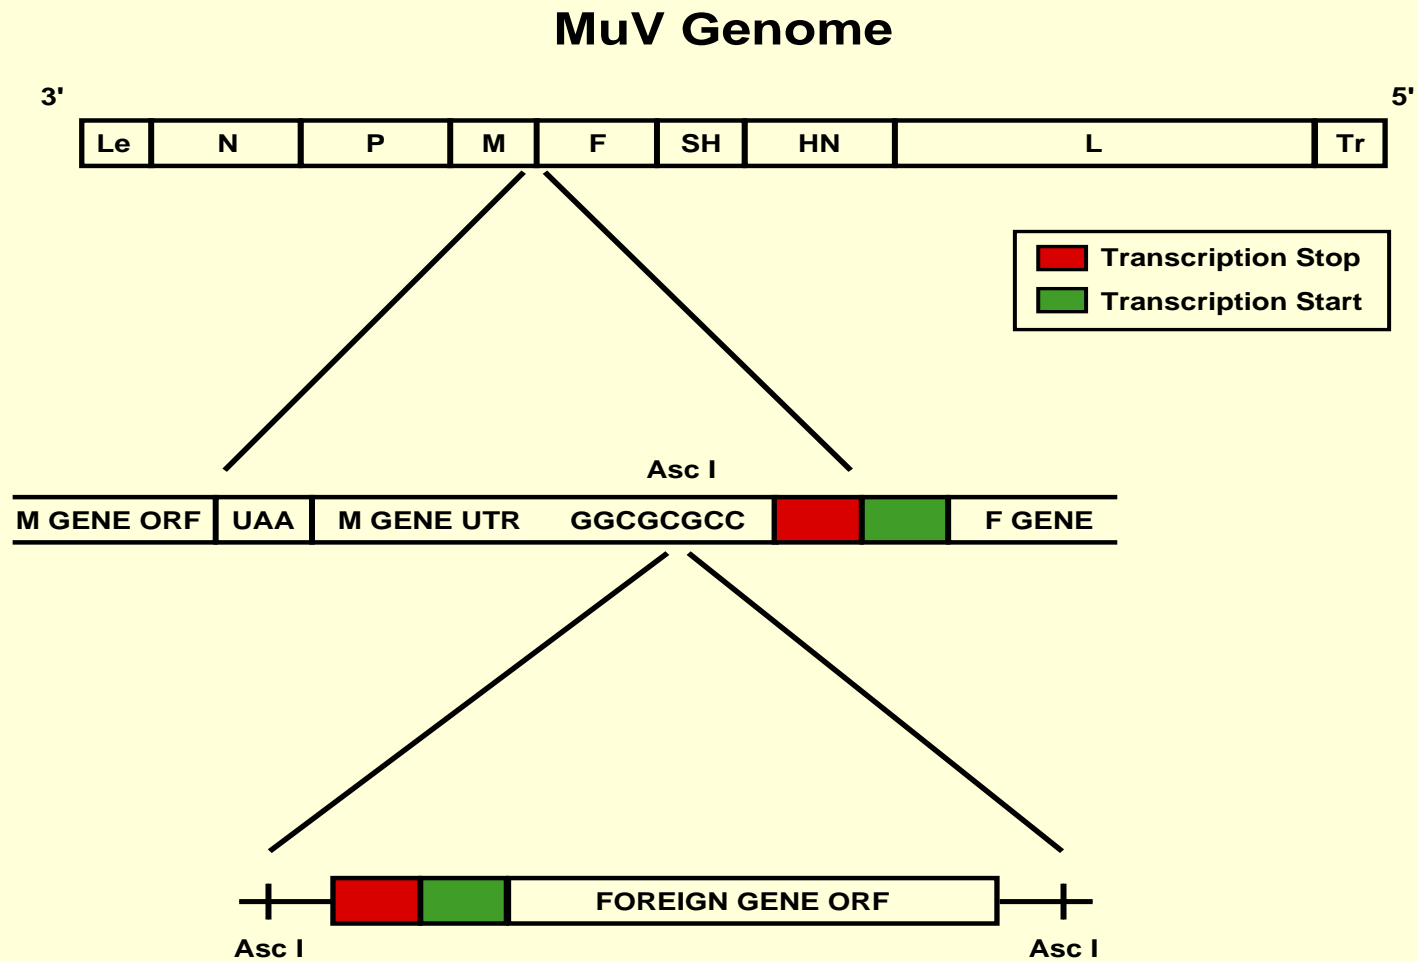 MuV Genome
3' 5'
Le N P M F SH HN L Tr
Transcription Stop
Transcription Start
Asc I
M GENE ORF UAA M GENE UTR GGCGCGCC F GENE
FOREIGN GENE ORF
Asc I Asc I